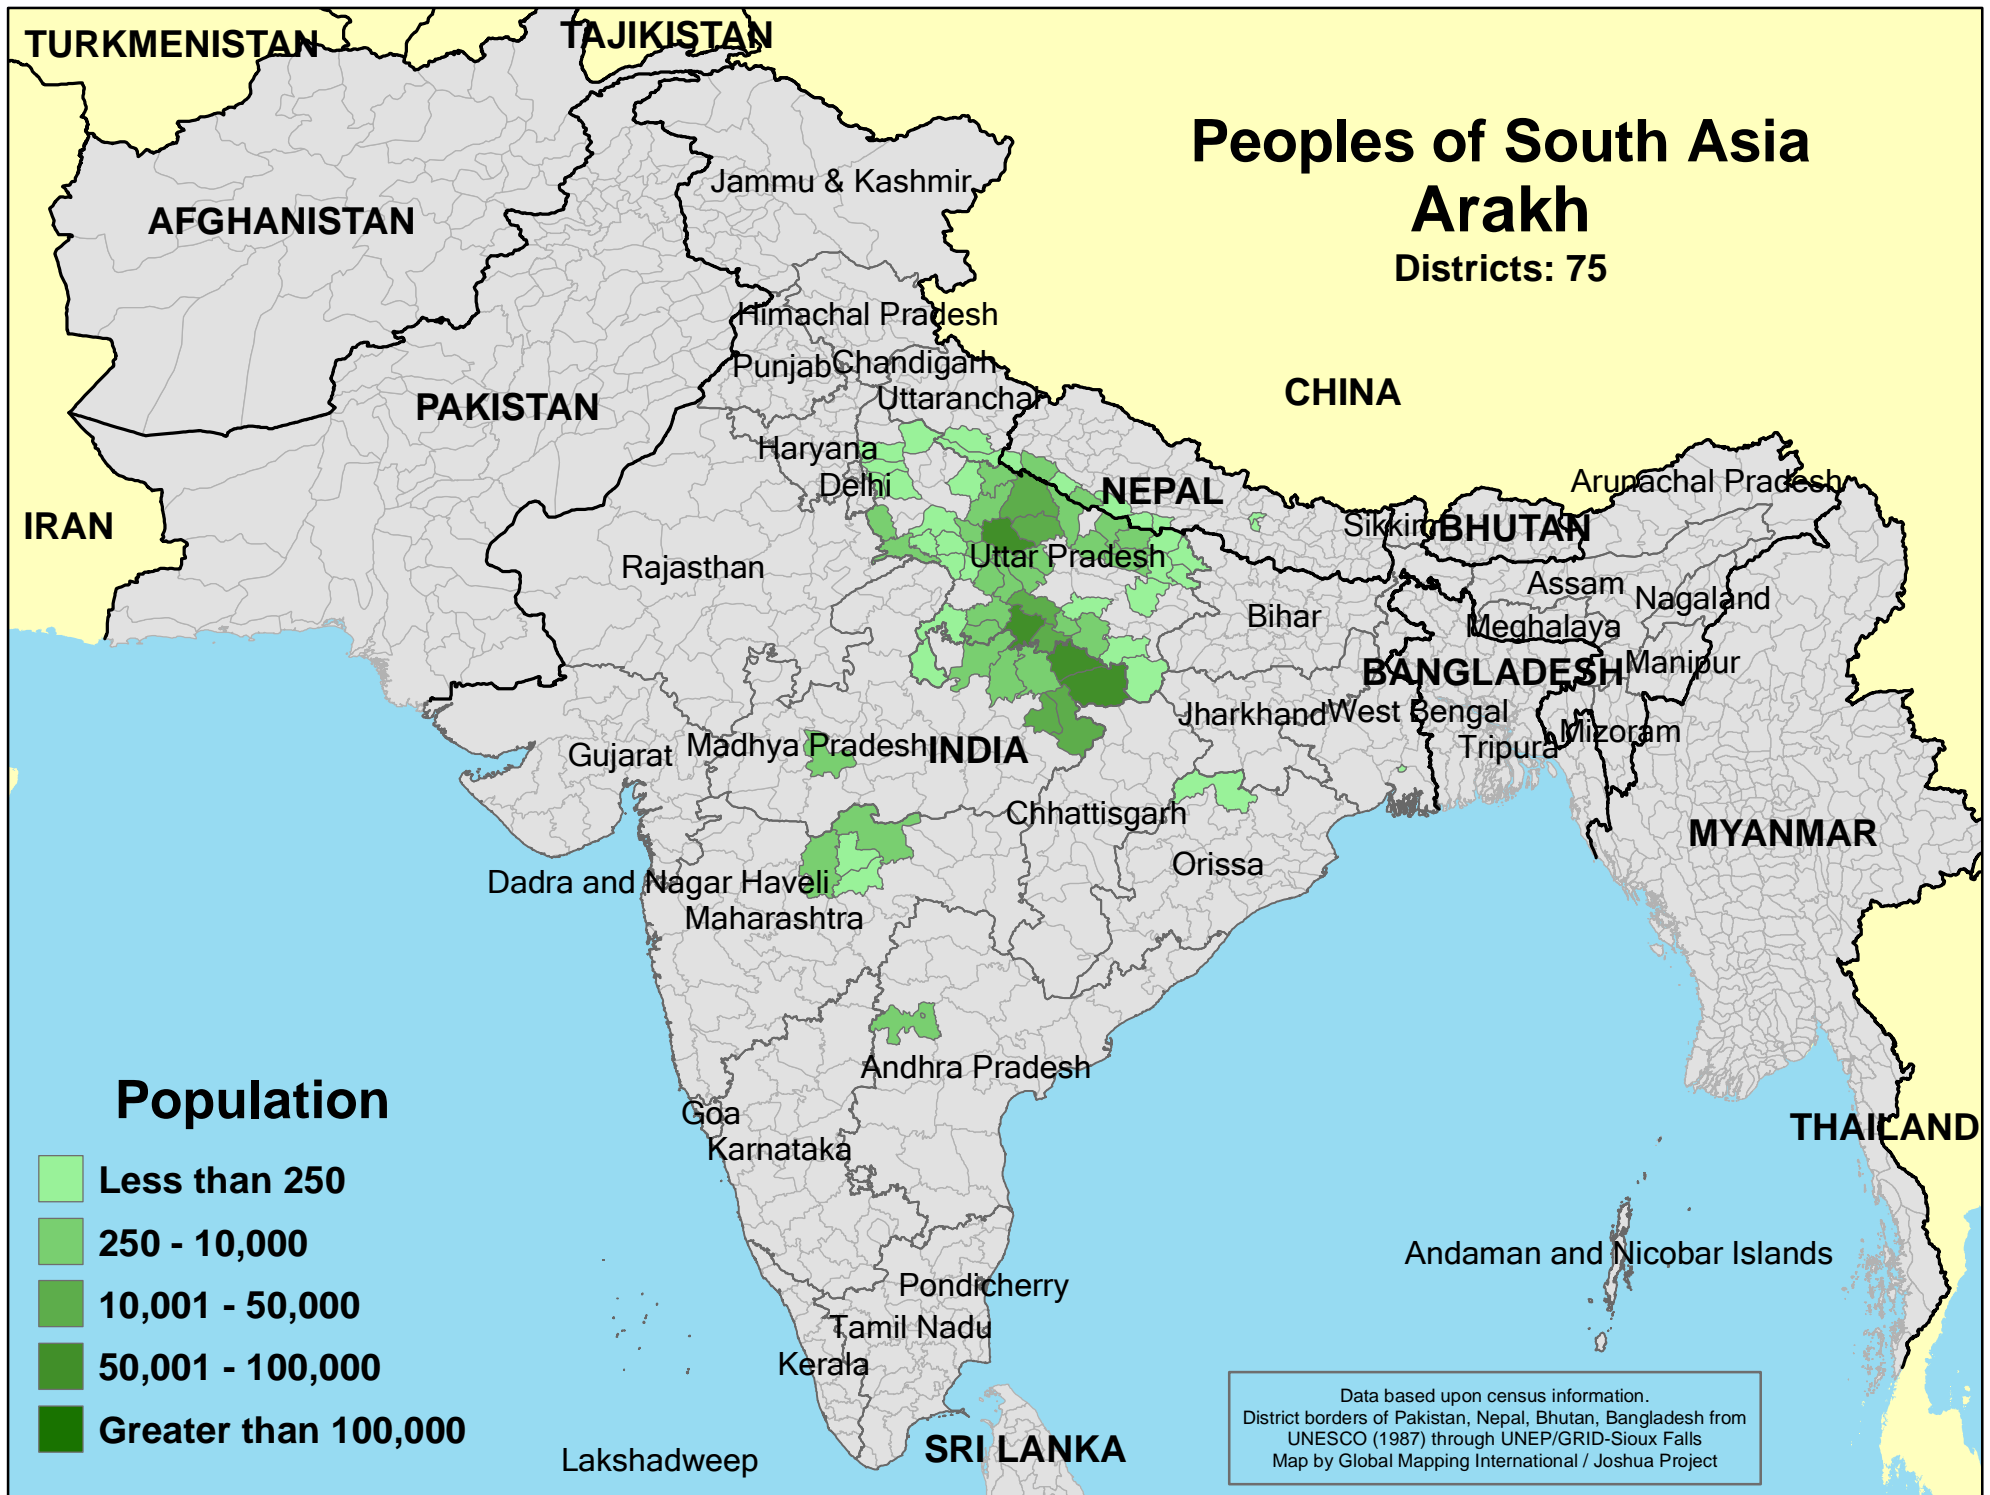 TURKMENISTAN
TAJIKISTAN
Peoples of South Asia
Arakh
Districts: 75
Jammu & Kashmir
AFGHANISTAN
Himachal Pradesh
Punjab
Chandigarh
CHINA
Uttaranchal
PAKISTAN
Haryana
Delhi
NEPAL
Arunachal Pradesh
IRAN
Sikkim
BHUTAN
Uttar Pradesh
Rajasthan
Assam
Nagaland
Bihar
Meghalaya
Manipur
BANGLADESH
Jharkhand
West Bengal
Mizoram
Tripura
Gujarat
Madhya Pradesh
INDIA
Chhattisgarh
MYANMAR
Orissa
Dadra and Nagar Haveli
Maharashtra
Andhra Pradesh
Goa
Karnataka
THAILAND
Population
Less than 250
250 - 10,000
10,001 - 50,000
50,001 - 100,000
Greater than 100,000
Andaman and Nicobar Islands
Pondicherry
Tamil Nadu
Kerala
Lakshadweep
SRI LANKA
Data based upon census information.
District borders of Pakistan, Nepal, Bhutan, Bangladesh from
UNESCO (1987) through UNEP/GRID-Sioux Falls
Map by Global Mapping International / Joshua Project